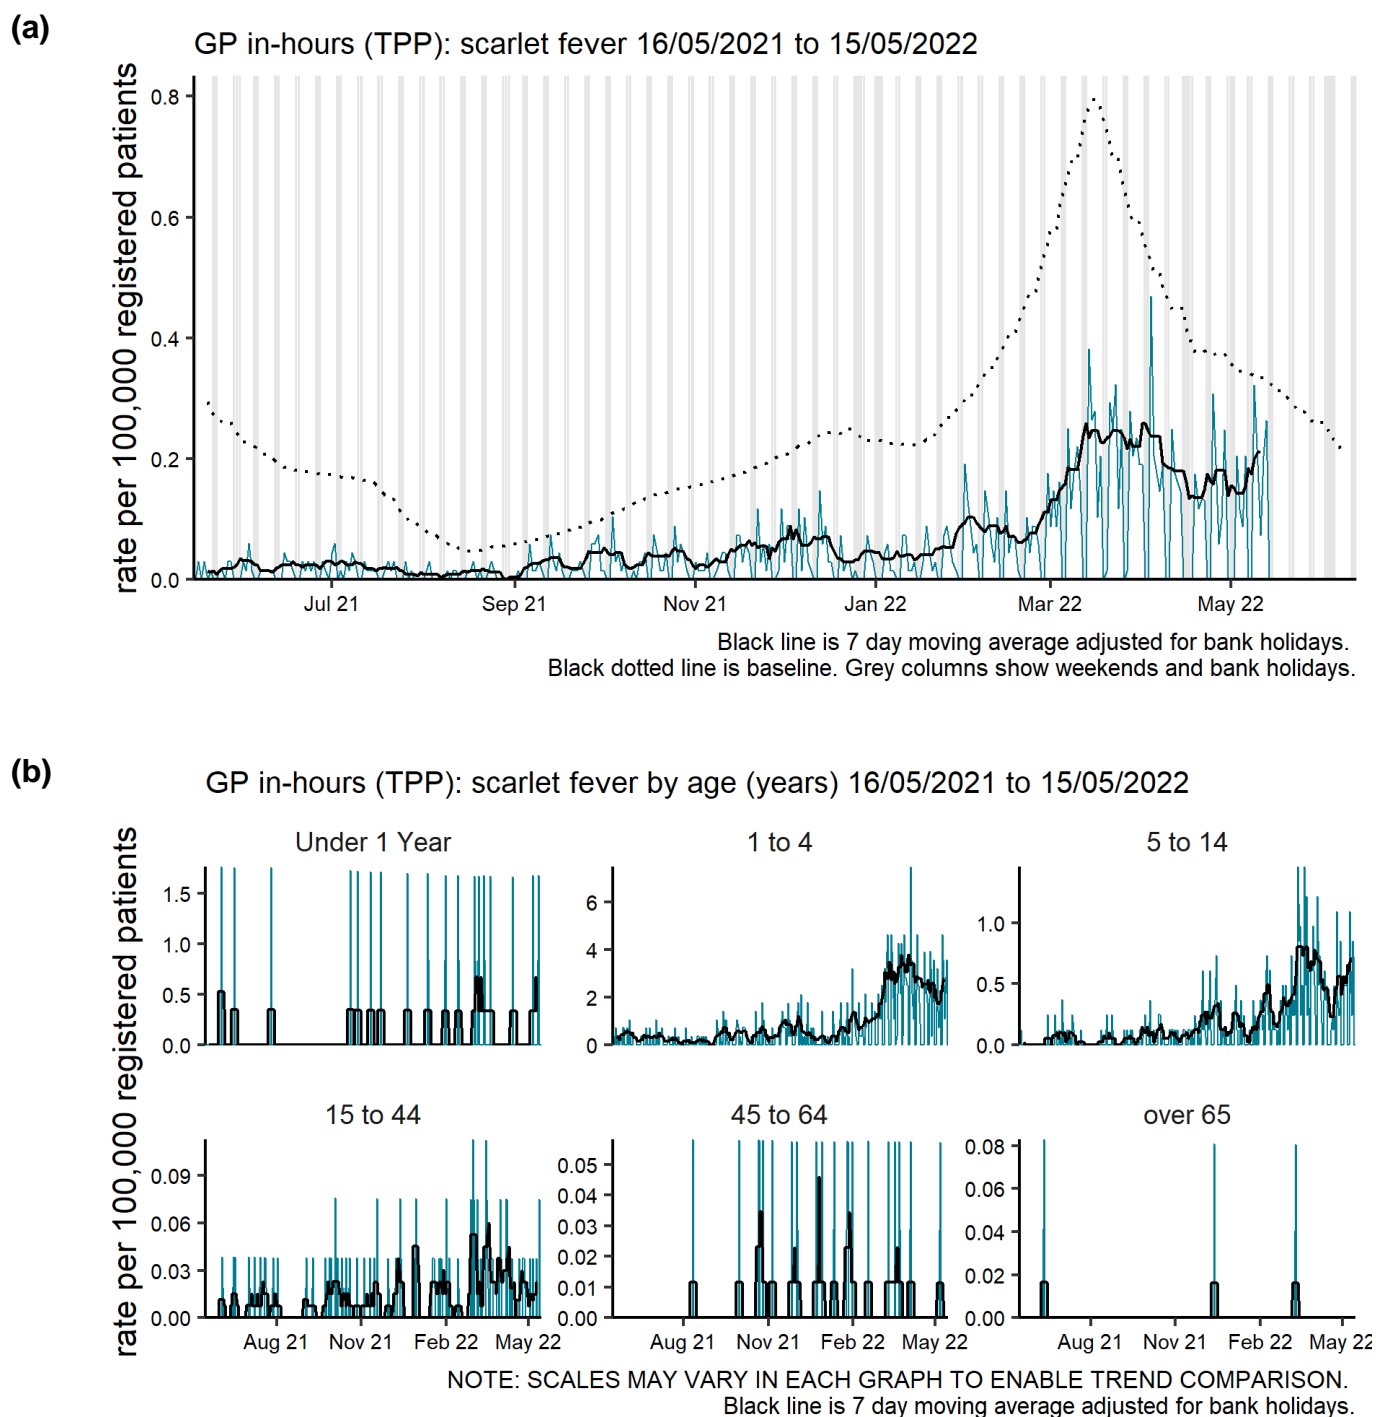 (a)
GP in-hours (TPP): scarlet fever 16/05/2021 to 15/05/2022
rate per 100,000 registered patients
0.8
0.6
0.4
0.2
0.0
Jul 21 Sep 21 Nov 21 Jan 22 Mar 22 May 22
Black line is 7 day moving average adjusted for bank holidays.
Black dotted line is baseline. Grey columns show weekends and bank holidays.
(b)
GP in-hours (TPP): scarlet fever by age (years) 16/05/2021 to 15/05/2022
rate per 100,000 registered patients
Under 1 Year
1.5
1.0
0.5
0.0
1 to 4
6
4
2
0
5 to 14
1.0
0.5
0.0
15 to 44
0.09
0.06
0.03
0.00
Aug 21 Nov 21 Feb 22 May 22
45 to 64
0.05
0.04
0.03
0.02
0.01
0.00
Aug 21 Nov 21 Feb 22 May 22
over 65
0.08
0.06
0.04
0.02
0.00
Aug 21 Nov 21 Feb 22 May 22
NOTE: SCALES MAY VARY IN EACH GRAPH TO ENABLE TREND COMPARISON.
Black line is 7 day moving average adjusted for bank holidays.